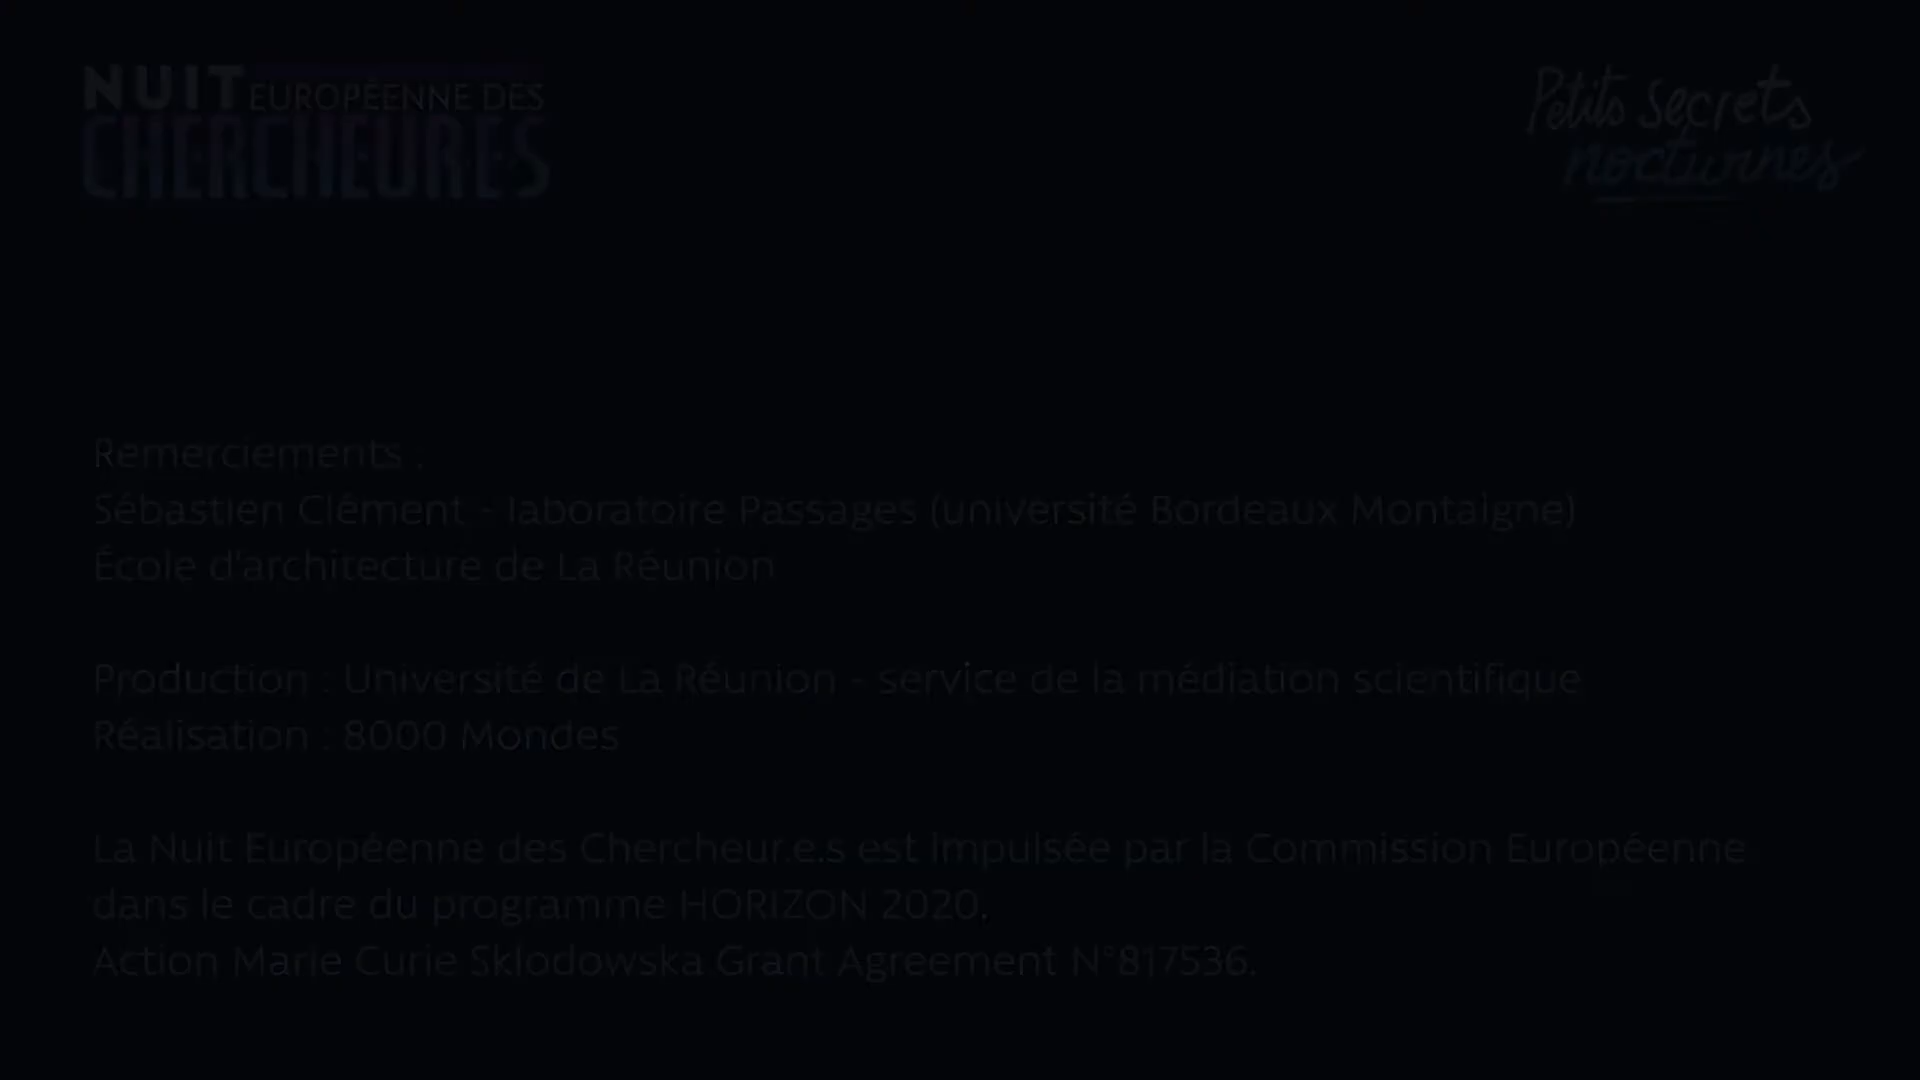 NUIT EUROPÉENNE DES
CHERCHEURES
Petits secrets
nocturnes
Remerciements :
Sébastien Clément - laboratoire Passages (université Bordeaux Montaigne)
École d'architecture de La Réunion
Production : Université de La Réunion - service de la médiation scientifique
Réalisation : 8000 Mondes
La Nuit Européenne des Chercheur.e.s est impulsée par la Commission Européenne
dans le cadre du programme HORIZON 2020.
Action Marie Curie Sklodowska Grant Agreement N°817536.